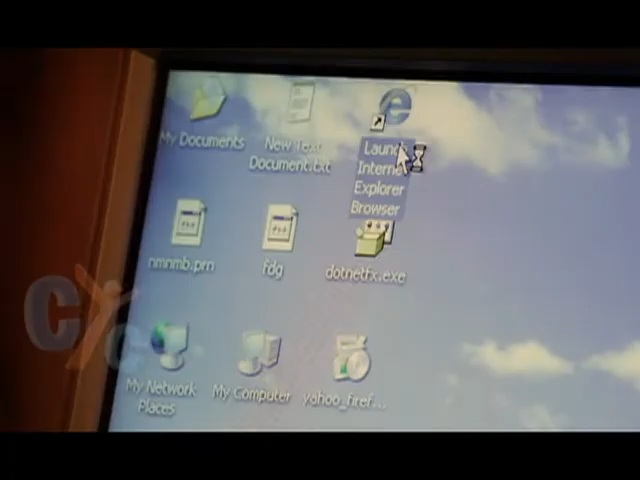 My Documents
New Text
Document.txt
Launch
Internet
Explorer
Browser
nmnmb.prn
fdg
dotnetfx.exe
My Network
Places
My Computer
yahoo_firef...
CYC